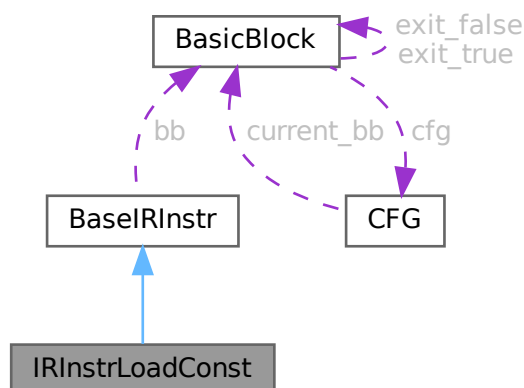 BasicBlock
exit_false
exit_true
bb
current_bb
cfg
BaseIRInstr
CFG
IRInstrLoadConst